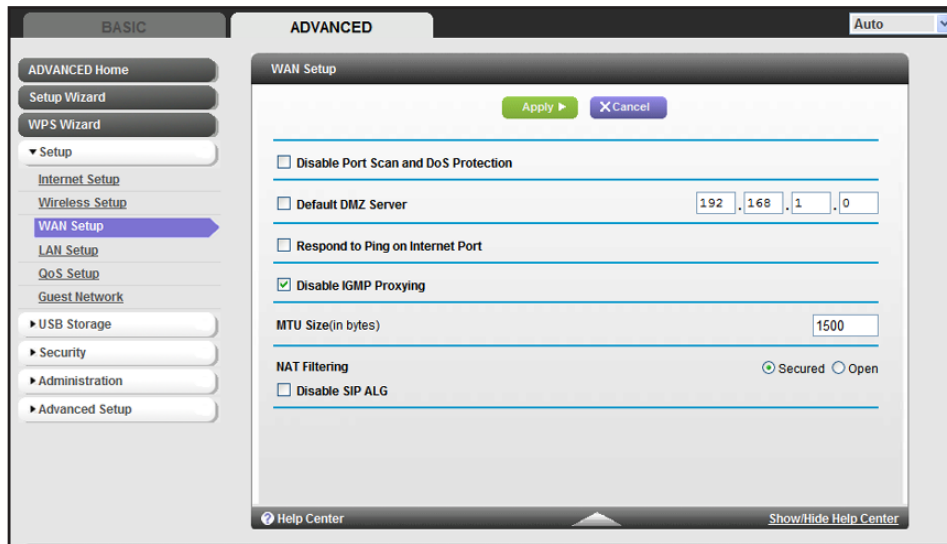 BASIC
ADVANCED
Auto
ADVANCED Home
Setup Wizard
WPS Wizard
Setup
Internet Setup
Wireless Setup
WAN Setup
LAN Setup
QoS Setup
Guest Network
USB Storage
Security
Administration
Advanced Setup
WAN Setup
Apply
Cancel
Disable Port Scan and DoS Protection
Default DMZ Server 192 . 168 . 1 . 0
Respond to Ping on Internet Port
Disable IGMP Proxying
MTU Size(in bytes) 1500
NAT Filtering Secured Open
Disable SIP ALG
Help Center Show/Hide Help Center